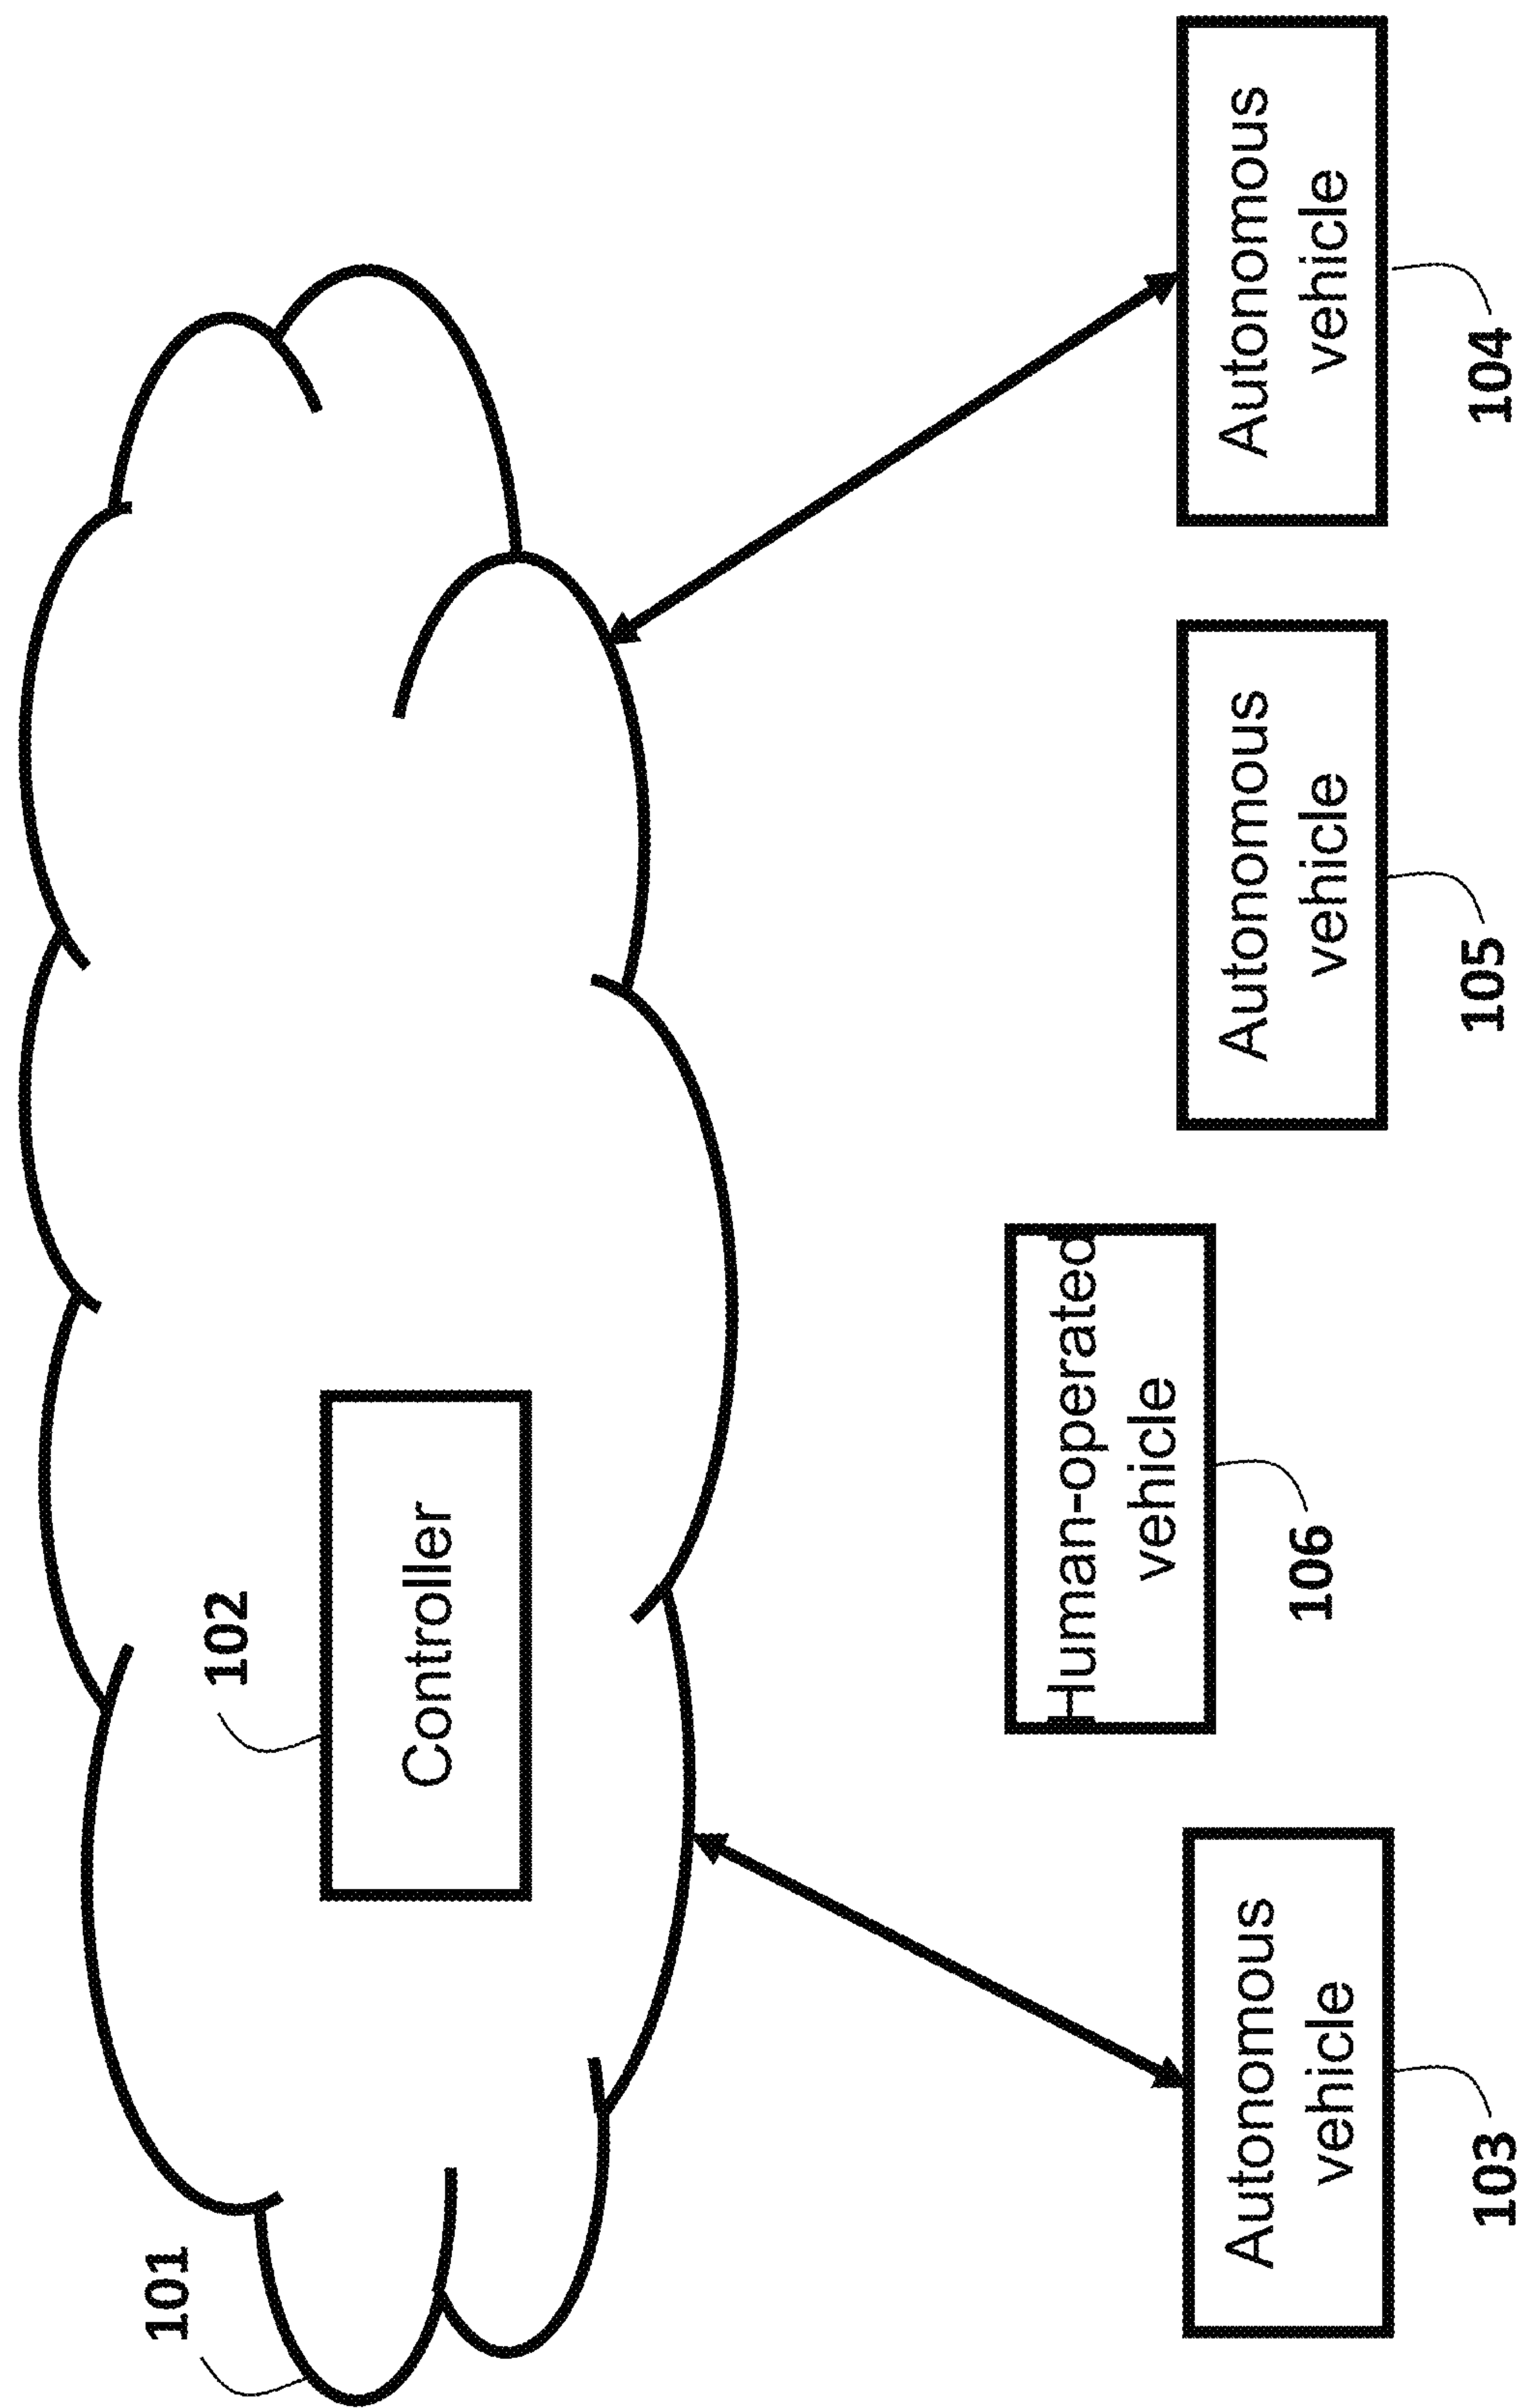 101
102
Controller
Human-operated
vehicle
106
Autonomous
vehicle
103
Autonomous
vehicle
105
Autonomous
vehicle
104